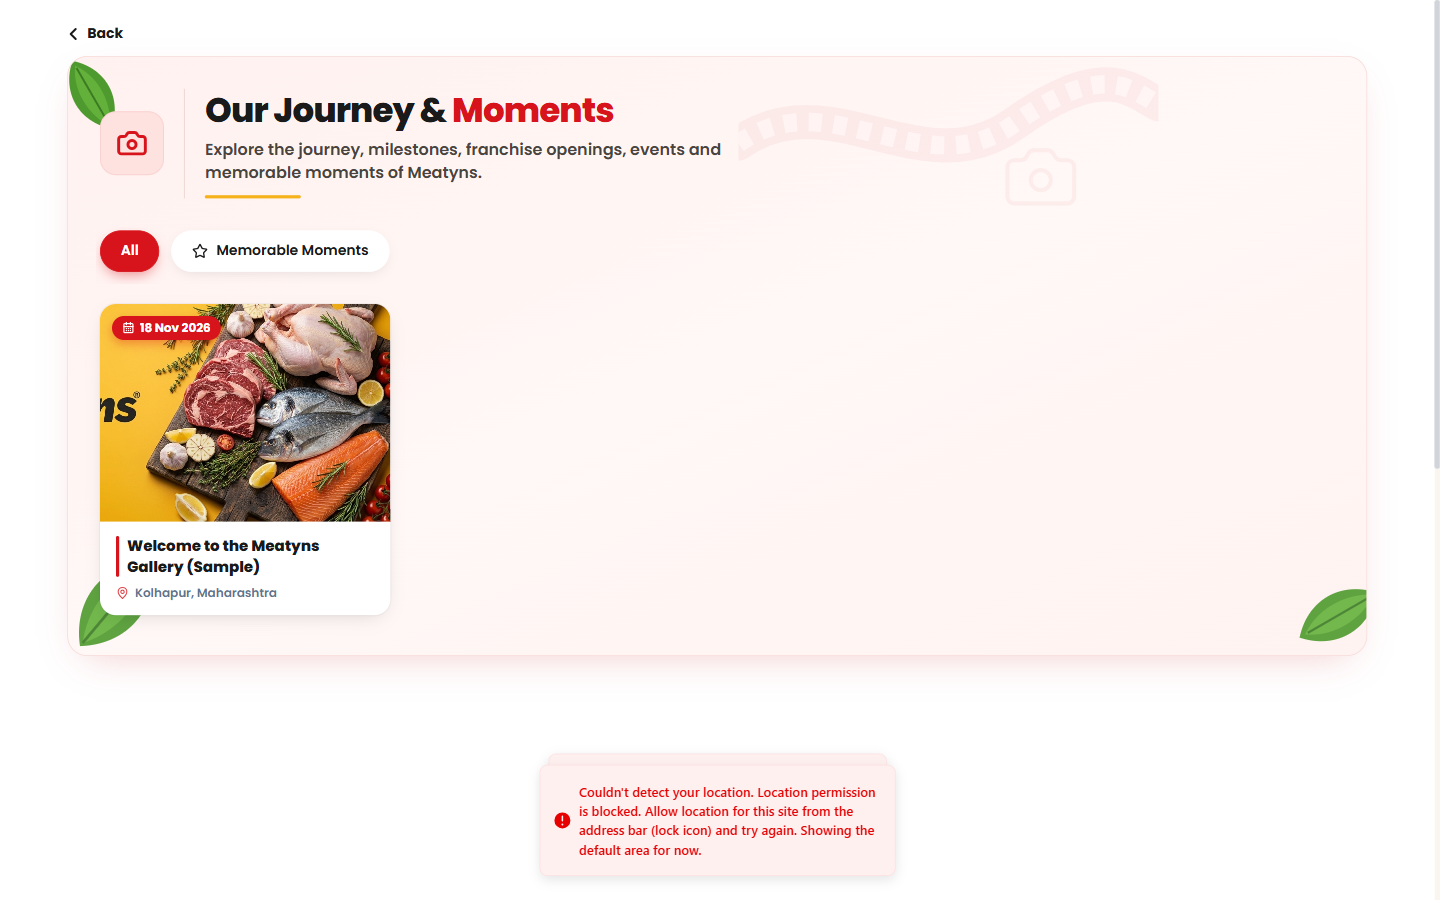 Back
Our Journey & Moments
Explore the journey, milestones, franchise openings, events and
memorable moments of Meatyns.
All
Memorable Moments
18 Nov 2026
ns®
Welcome to the Meatyns
Gallery (Sample)
Kolhapur, Maharashtra
Couldn't detect your location. Location permission
is blocked. Allow location for this site from the
address bar (lock icon) and try again. Showing the
default area for now.